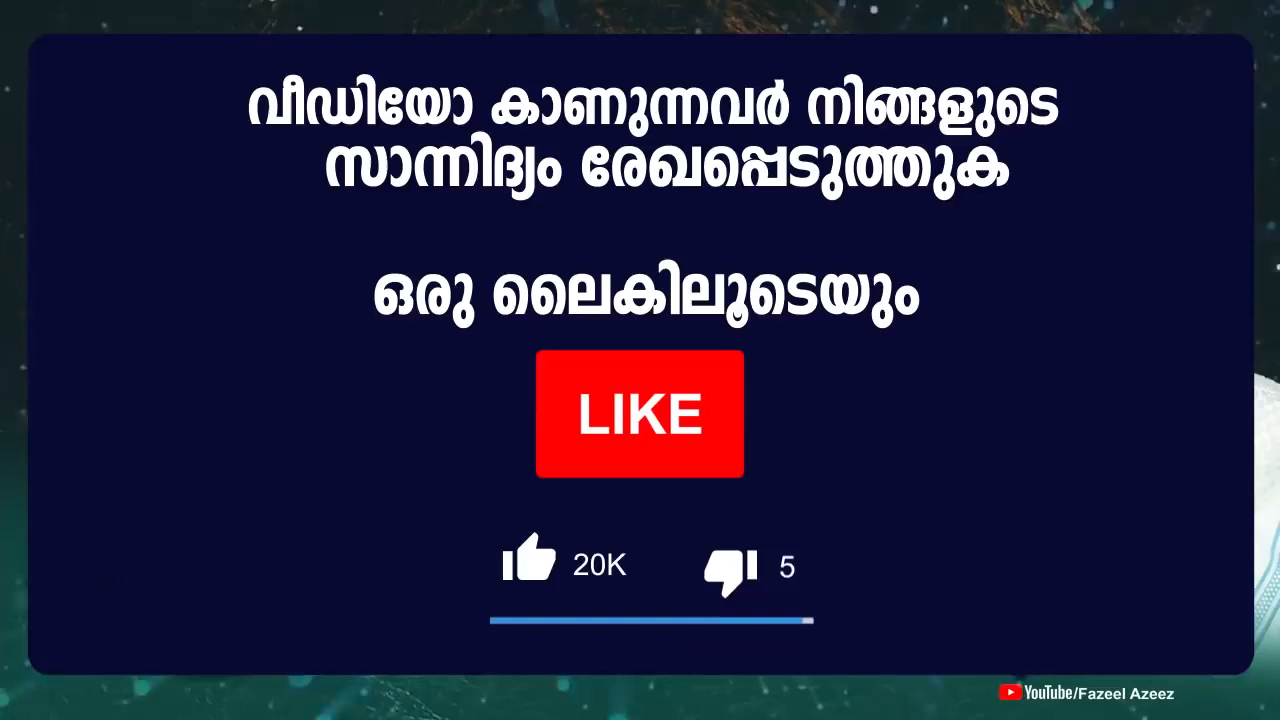 വീഡിയോ കാണുന്നവർ നിങ്ങളുടെ
സാന്നിദ്യം രേഖപ്പെടുത്തുക
ഒരു ലൈകിലൂടെയും
LIKE
20K 5
YouTube/Fazeel Azeez